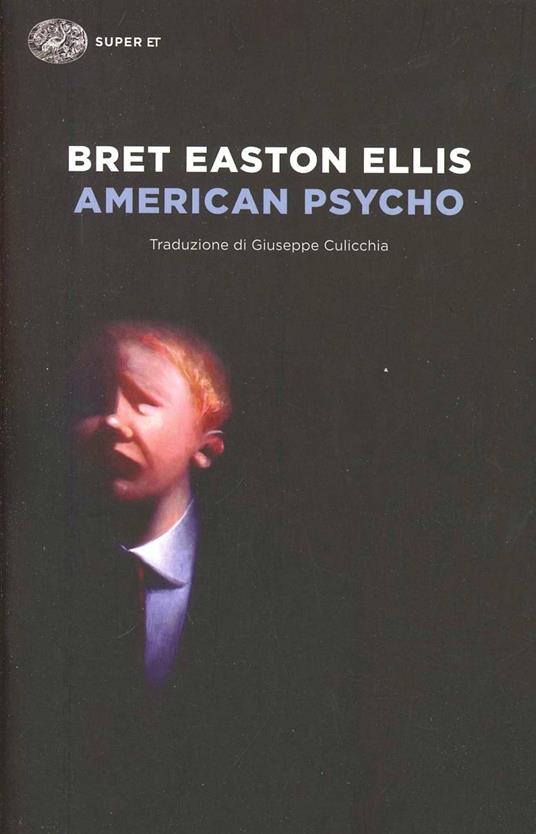 SUPER ET
BRET EASTON ELLIS
AMERICAN PSYCHO
Traduzione di Giuseppe Culicchia